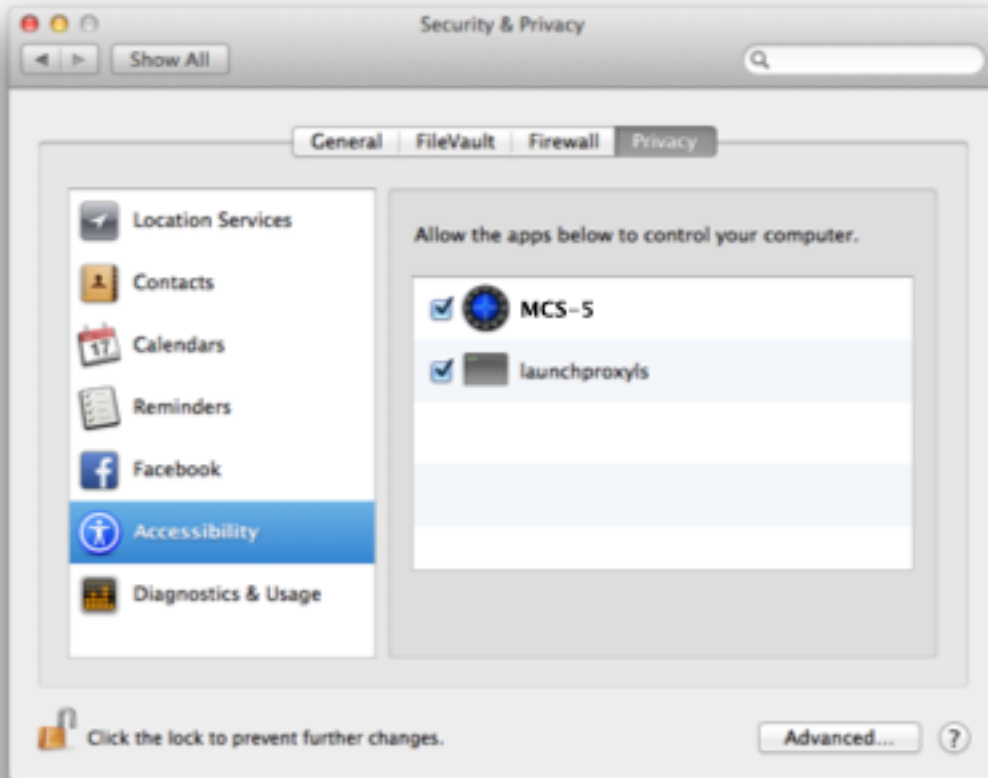 Security & Privacy
Show All
General FileVault Firewall Privacy
Location Services
Contacts
17
Calendars
Reminders
f
Facebook
Accessibility
Diagnostics & Usage
Allow the apps below to control your computer.
MCS-5
launchproxyls
Click the lock to prevent further changes.
Advanced... ?